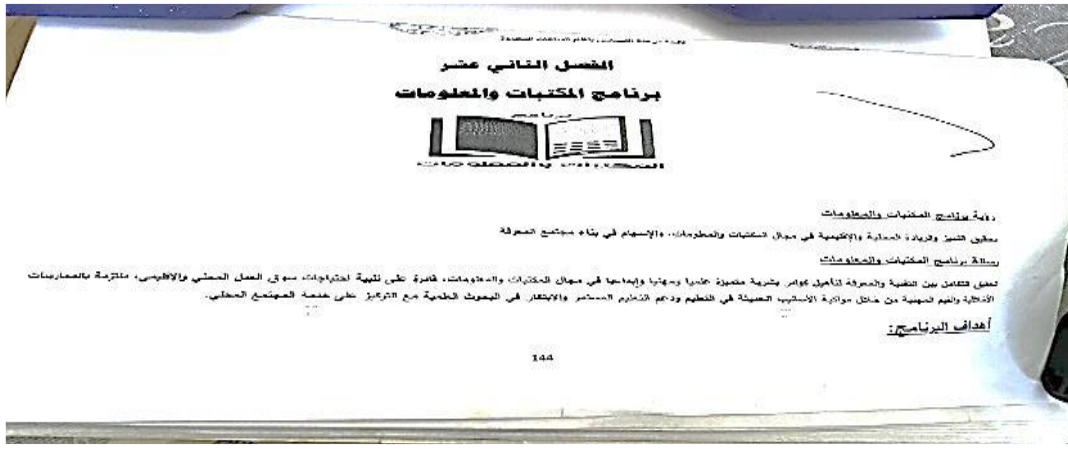 الفصل الثاني عشر
برنامج المكتبات والمعلومات
برنامج
المكتبات والمعلومات
رؤية برنامج المكتبات والمعلومات
تحقيق التميز والريادة المحلية والإقليمية في مجال المكتبات والمعلومات، والإسهام في بناء مجتمع المعرفة
رسالة برنامج المكتبات والمعلومات
تحقيق التكامل بين التقنية والمعرفة لتأهيل كوادر بشرية متميزة علميا ومهنيا وإبداعيا في مجال المكتبات والمعلومات، قادرة على تلبية احتياجات سوق العمل المحلي والإقليمي، ملتزمة بالممارسات
الأخلاقية والقيم المهنية من خلال مواكبة الأساليب الحديثة في التعليم ودعم التعليم المستمر والابتكار في البحوث العلمية مع التركيز على خدمة المجتمع المحلي.
أهداف البرنامج:
144